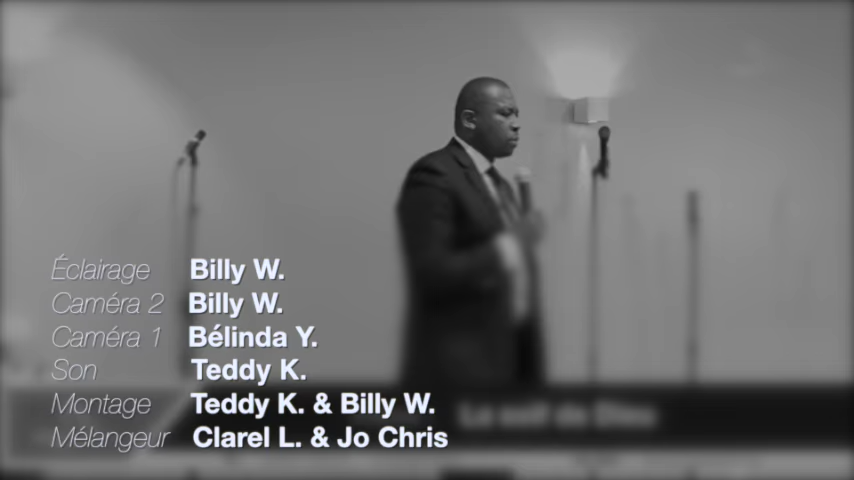 Éclairage Billy W.
Caméra 2 Billy W.
Caméra 1 Bélinda Y.
Son Teddy K.
Montage Teddy K. & Billy W.
Mélangeur Clarel L. & Jo Chris